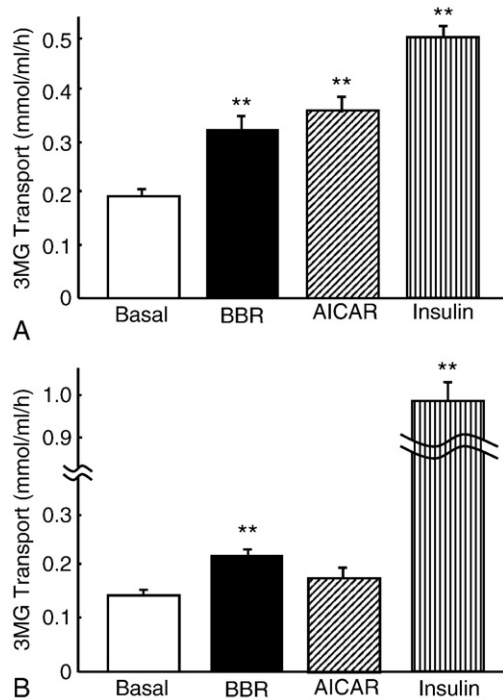 3MG Transport (mmol/ml/h)
0.5
0.4
0.3
0.2
0.1
0
**
**
**
Basal
BBR
AICAR
Insulin
A
3MG Transport (mmol/ml/h)
1.0
0.9
0.3
0.2
0.1
0
**
**
Basal
BBR
AICAR
Insulin
B